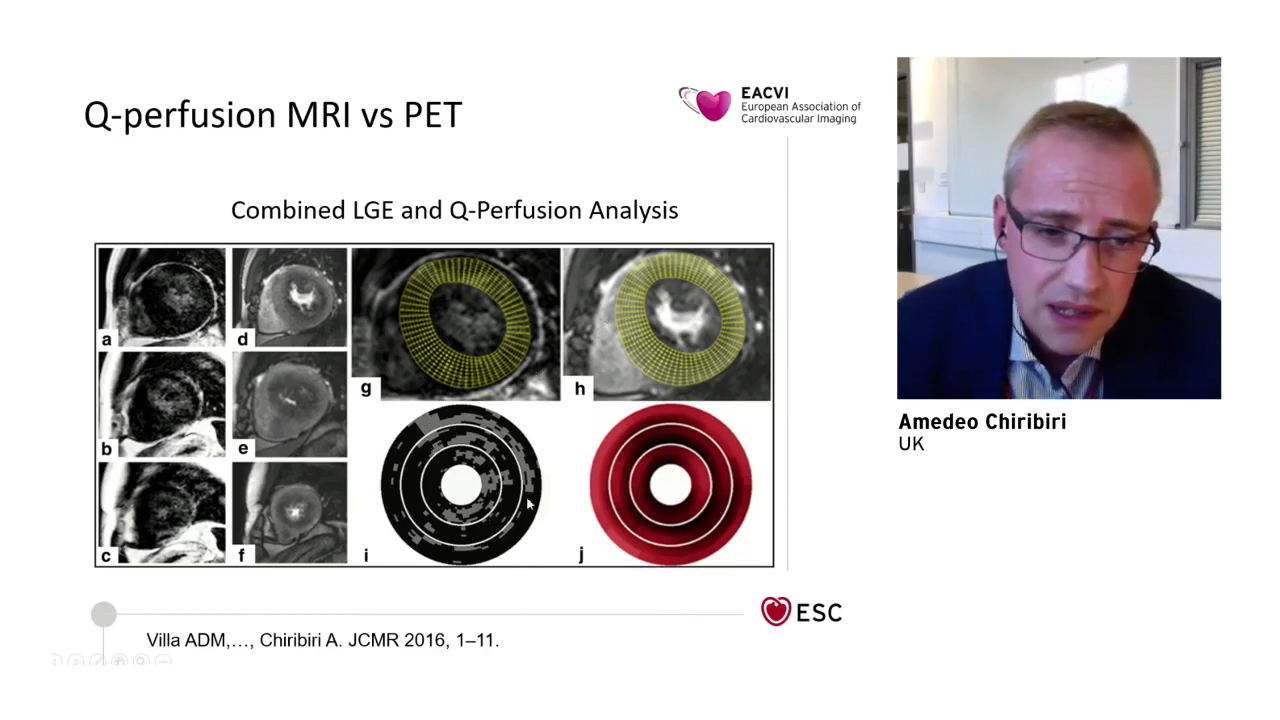 Q-perfusion MRI vs PET
EACVI
European Association of
Cardiovascular Imaging
Combined LGE and Q-Perfusion Analysis
a
d
g
h
b
e
c
f
i
j
Amedeo Chiribiri
UK
ESC
Villa ADM,…, Chiribiri A. JCMR 2016, 1–11.